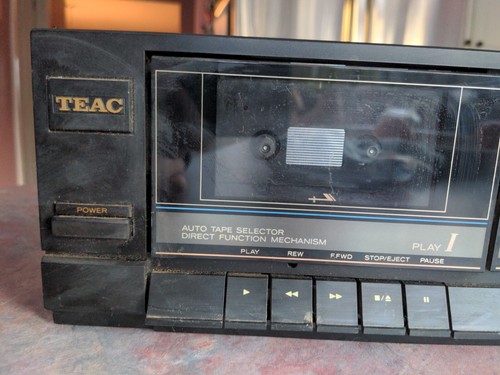 TEAC
POWER
AUTO TAPE SELECTOR
DIRECT FUNCTION MECHANISM
PLAY I
PLAY REW F.FWD STOP/EJECT PAUSE